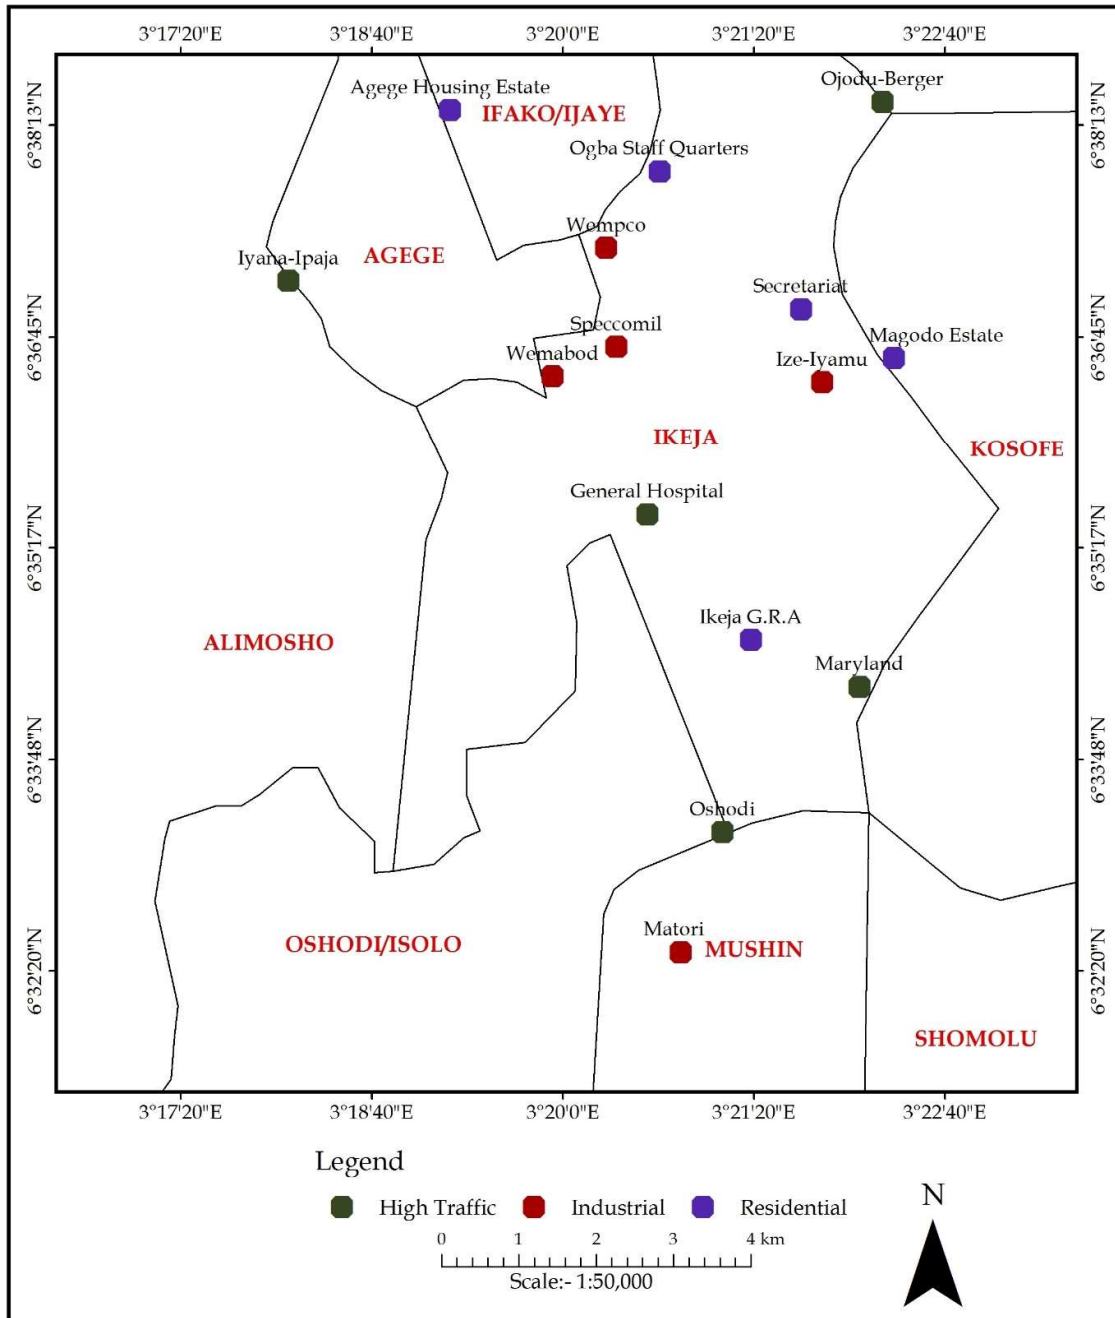 3°17'20"E 3°18'40"E 3°20'00"E 3°21'20"E 3°22'40"E
Ojodu-Berger
Agege Housing Estate
IFAKO/IJAYE
6°38'13"N 6°38'13"N
Ogba Staff Quarters
Wempco
Iyana-Ipaja
AGEGE
Secretariat
Speccomil
6°36'45"N 6°36'45"N
Magodo Estate
Wemabod
Ize-Iyamu
IKEJA
KOSOFE
General Hospital
6°35'17"N 6°35'17"N
Ikeja G.R.A
ALIMOSHO
Maryland
6°33'48"N 6°33'48"N
Oshodi
Matori
OSHODI/ISOLO
MUSHIN
6°32'20"N 6°32'20"N
SHOMOLU
3°17'20"E 3°18'40"E 3°20'00"E 3°21'20"E 3°22'40"E
Legend
High Traffic Industrial Residential
N
0 1 2 3 4 km
Scale:- 1:50,000